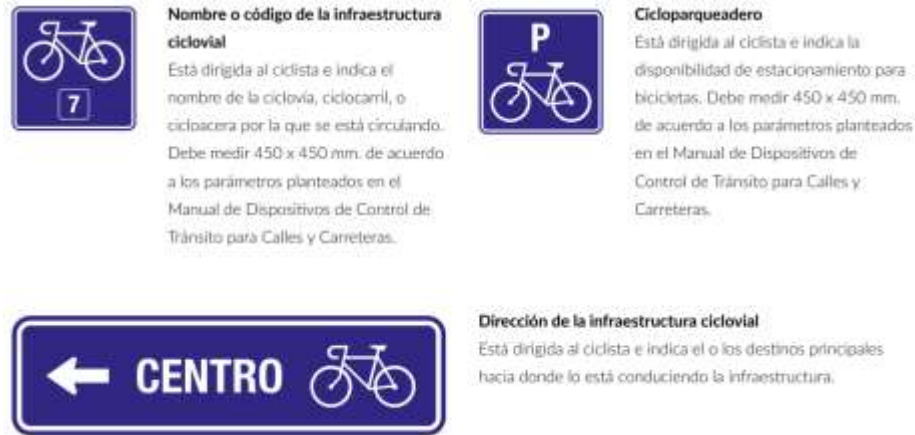 7
Nombre o código de la infraestructura
ciclovial
Está dirigida al ciclista e indica el
nombre de la ciclovía, ciclocarril, o
cicloacera por la que se está circulando.
Debe medir 450 x 450 mm. de acuerdo
a los parámetros planteados en el
Manual de Dispositivos de Control de
Tránsito para Calles y Carreteras.
P
Cicloparqueadero
Está dirigida al ciclista e indica la
disponibilidad de estacionamiento para
bicicletas. Debe medir 450 x 450 mm.
de acuerdo a los parámetros planteados
en el Manual de Dispositivos de
Control de Tránsito para Calles y
Carreteras.
CENTRO
Dirección de la infraestructura ciclovial
Está dirigida al ciclista e indica el o los destinos principales
hacia donde lo está conduciendo la infraestructura.